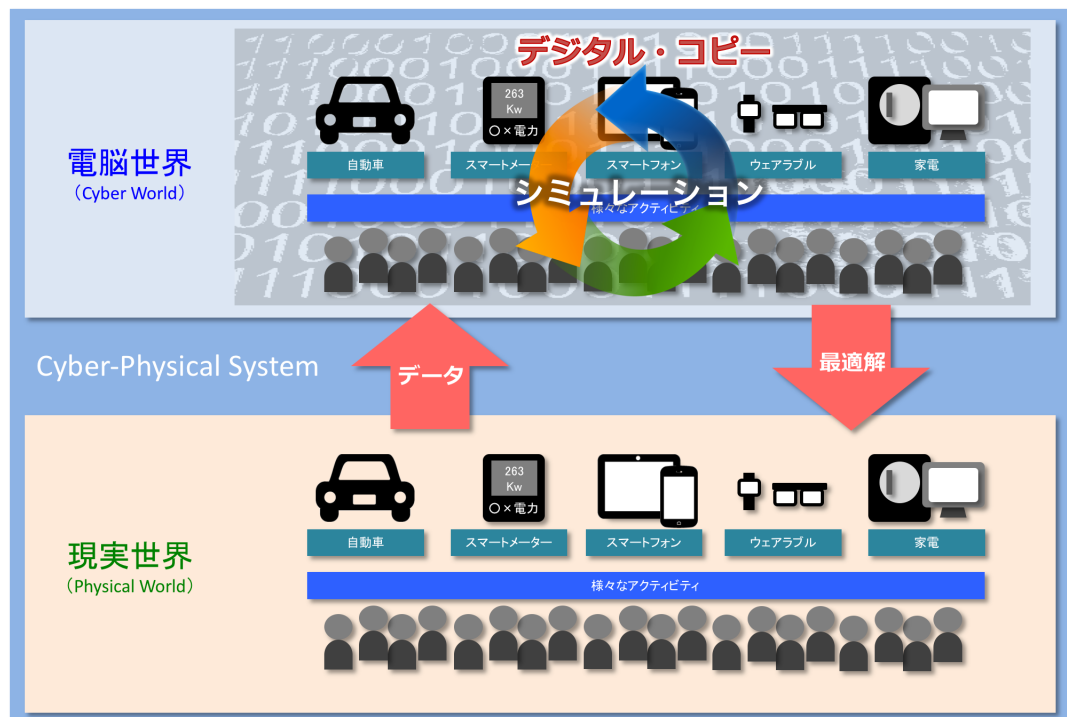 デジタル・コピー
263
Kw
〇×電力
自動車
スマートメーター
スマートフォン
ウェアラブル
家電
電脳世界
（Cyber World）
シミュレーション
様々なアクティビティ
Cyber-Physical System
データ
最適解
263
Kw
〇×電力
自動車
スマートメーター
スマートフォン
ウェアラブル
家電
現実世界
（Physical World）
様々なアクティビティ